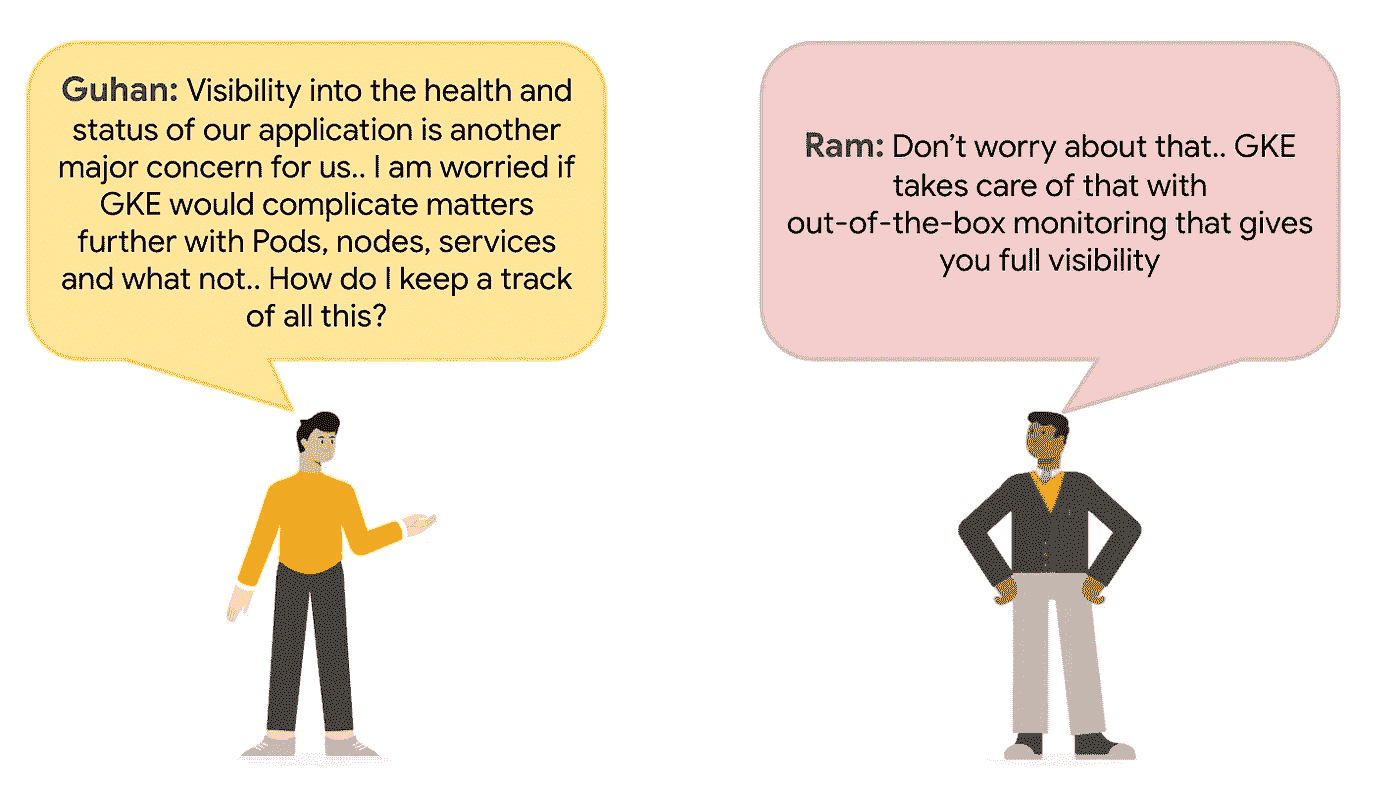 Guhan: Visibility into the health and
status of our application is another
major concern for us.. I am worried if
GKE would complicate matters
further with Pods, nodes, services
and what not.. How do I keep a track
of all this?
Ram: Don’t worry about that.. GKE
takes care of that with
out-of-the-box monitoring that gives
you full visibility